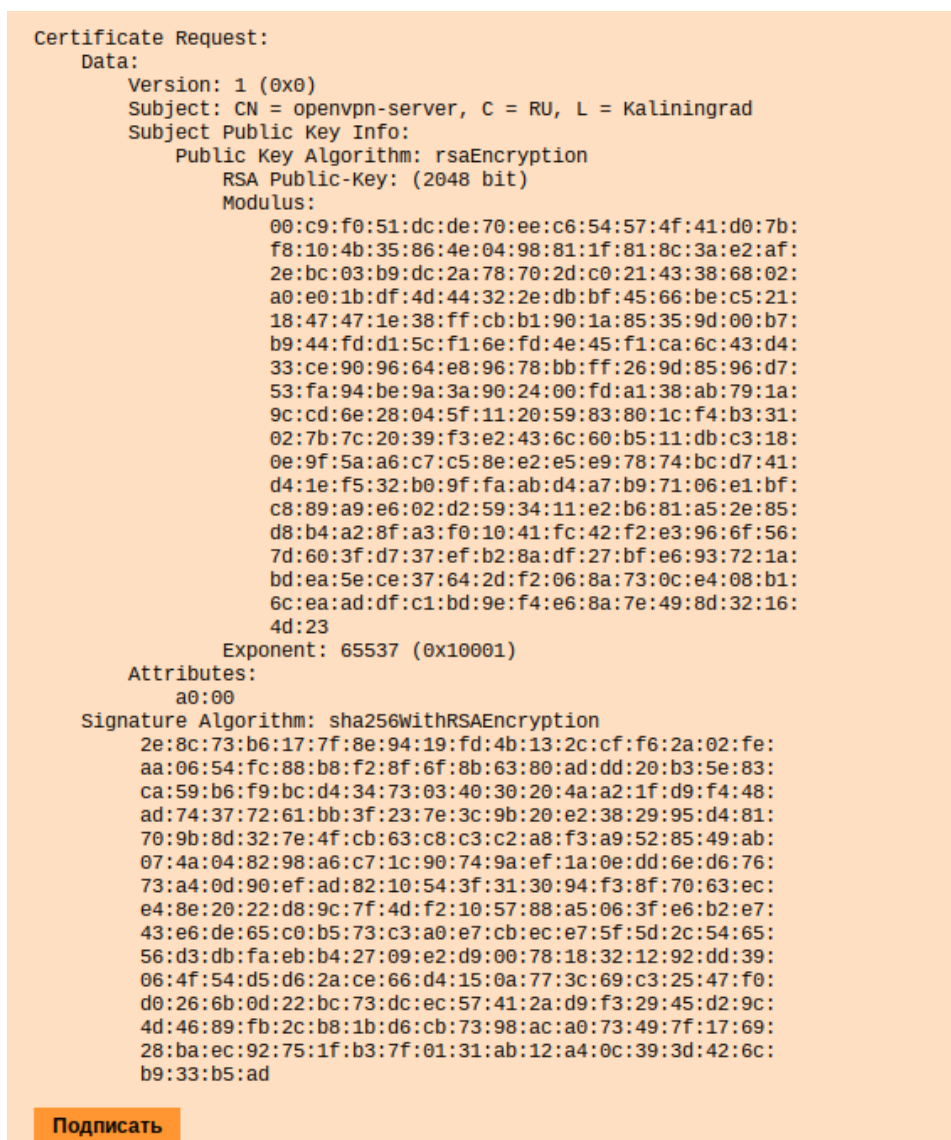 Certificate Request:
Data:
Version: 1 (0x0)
Subject: CN = openvpn-server, C = RU, L = Kaliningrad
Subject Public Key Info:
Public Key Algorithm: rsaEncryption
RSA Public-Key: (2048 bit)
Modulus:
00:c9:f0:51:dc:de:70:ee:c6:54:57:4f:41:d0:7b:
f8:10:4b:35:86:4e:04:98:81:1f:81:8c:3a:e2:af:
2e:bc:03:b9:dc:2a:78:70:2d:c0:21:43:38:68:02:
a0:e0:1b:df:4d:44:32:2e:db:bf:45:66:be:c5:21:
18:47:47:1e:38:ff:cb:b1:90:1a:85:35:9d:00:b7:
b9:44:fd:d1:5c:f1:6e:fd:4e:45:f1:ca:6c:43:d4:
33:ce:90:96:64:e8:96:78:bb:ff:26:9d:85:96:d7:
53:fa:94:be:9a:3a:90:24:00:fd:a1:38:ab:79:1a:
9c:cd:6e:28:04:5f:11:20:59:83:80:1c:f4:b3:31:
02:7b:7c:20:39:f3:e2:43:6c:60:b5:11:db:c3:18:
0e:9f:5a:a6:c7:c5:8e:e2:e5:e9:78:74:bc:d7:41:
d4:1e:f5:32:b0:9f:fa:ab:d4:a7:b9:71:06:e1:bf:
c8:89:a9:e6:02:d2:59:34:11:e2:b6:81:a5:2e:85:
d8:b4:a2:8f:a3:f0:10:41:fc:42:f2:e3:96:6f:56:
7d:60:3f:d7:37:ef:b2:8a:df:27:bf:e6:93:72:1a:
bd:ea:5e:ce:37:64:2d:f2:06:8a:73:0c:e4:08:b1:
6c:ea:ad:df:c1:bd:9e:f4:e6:8a:7e:49:8d:32:16:
4d:23
Exponent: 65537 (0x10001)
Attributes:
a0:00
Signature Algorithm: sha256WithRSAEncryption
2e:8c:73:b6:17:7f:8e:94:19:fd:4b:13:2c:cf:f6:2a:02:fe:
aa:06:54:fc:88:b8:f2:8f:6f:8b:63:80:ad:dd:20:b3:5e:83:
ca:59:b6:f9:bc:d4:34:73:03:40:30:20:4a:a2:1f:d9:f4:48:
ad:74:37:72:61:bb:3f:23:7e:3c:9b:20:e2:38:29:95:d4:81:
70:9b:8d:32:7e:4f:cb:63:c8:c3:c2:a8:f3:a9:52:85:49:ab:
07:4a:04:82:98:a6:c7:1c:90:74:9a:ef:1a:0e:dd:6e:d6:76:
73:a4:0d:90:ef:ad:82:10:54:3f:31:30:94:f3:8f:70:63:ec:
e4:8e:20:22:d8:9c:7f:4d:f2:10:57:88:a5:06:3f:e6:b2:e7:
43:e6:de:65:c0:b5:73:c3:a0:e7:cb:ec:e7:5f:5d:2c:54:65:
56:d3:db:fa:eb:b4:27:09:e2:d9:00:78:18:32:12:92:dd:39:
06:4f:54:d5:d6:2a:ce:66:d4:15:0a:77:3c:69:c3:25:47:f0:
d0:26:6b:0d:22:bc:73:dc:ec:57:41:2a:d9:f3:29:45:d2:9c:
4d:46:89:fb:2c:b8:1b:d6:cb:73:98:ac:a0:73:49:7f:17:69:
28:ba:ec:92:75:1f:b3:7f:01:31:ab:12:a4:0c:39:3d:42:6c:
b9:33:b5:ad
Подписать